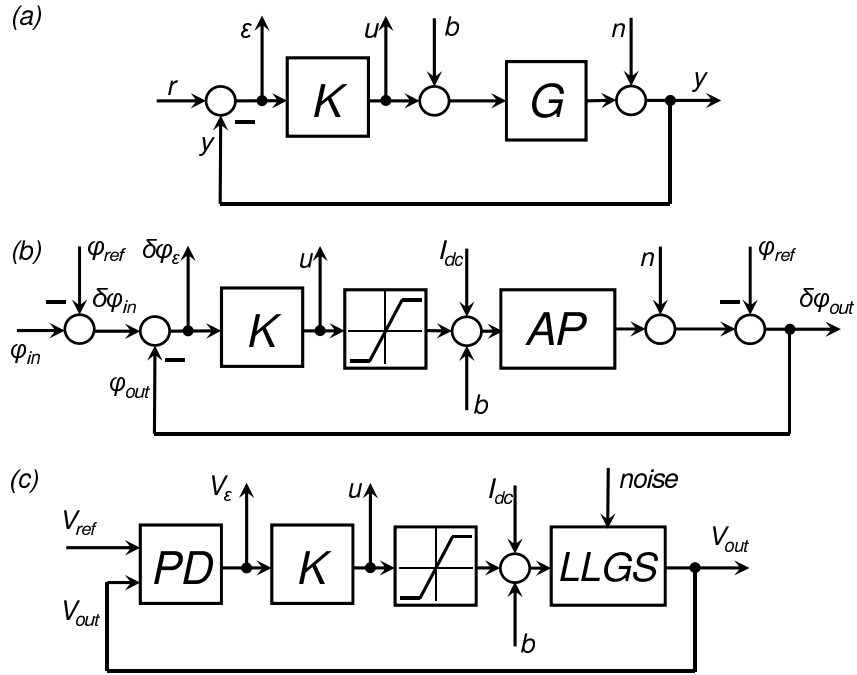 (a)
ε u b n
r K G y
y
(b) φref δφε u Idc n φref
δφin δφout
φin K AP
φout b
(c) Vε u Idc noise
Vref Vout
PD K LLGS
Vout b